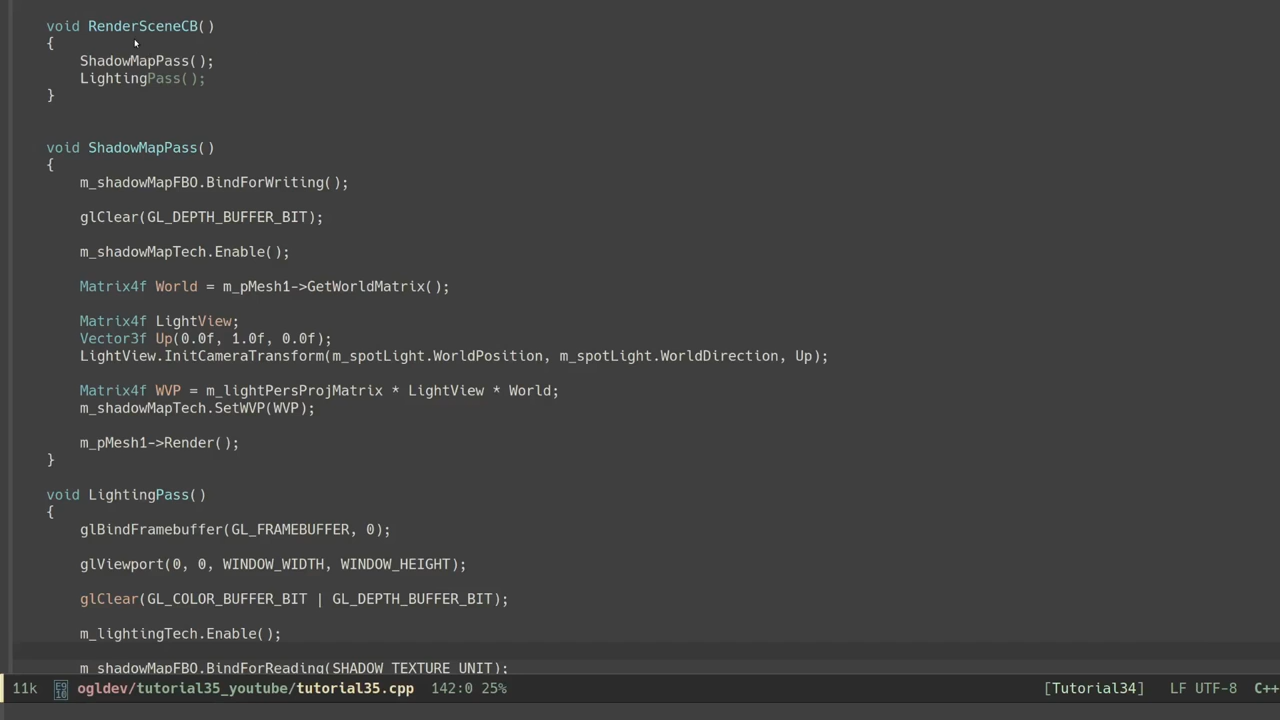 void RenderSceneCB()
{
ShadowMapPass();
LightingPass();
}
void ShadowMapPass()
{
m_shadowMapFBO.BindForWriting();
glClear(GL_DEPTH_BUFFER_BIT);
m_shadowMapTech.Enable();
Matrix4f World = m_pMesh1->GetWorldMatrix();
Matrix4f LightView;
Vector3f Up(0.0f, 1.0f, 0.0f);
LightView.InitCameraTransform(m_spotLight.WorldPosition, m_spotLight.WorldDirection, Up);
Matrix4f WVP = m_lightPersProjMatrix * LightView * World;
m_shadowMapTech.SetWVP(WVP);
m_pMesh1->Render();
}
void LightingPass()
{
glBindFramebuffer(GL_FRAMEBUFFER, 0);
glViewport(0, 0, WINDOW_WIDTH, WINDOW_HEIGHT);
glClear(GL_COLOR_BUFFER_BIT | GL_DEPTH_BUFFER_BIT);
m_lightingTech.Enable();
m_shadowMapFBO.BindForReading(SHADOW_TEXTURE_UNIT);
11k ogldev/tutorial35_youtube/tutorial35.cpp 142:0 25% [Tutorial34] LF UTF-8 C++